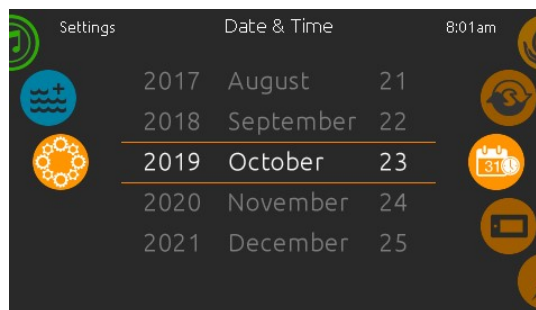 Settings Date & Time 8:01am
2017 August 21
2018 September 22
2019 October 23
31
2020 November 24
2021 December 25